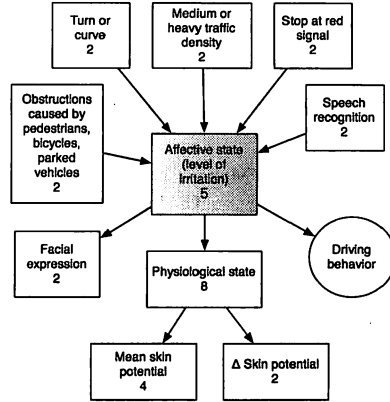 Turn or
curve
2
Medium or
heavy traffic
density
2
Stop at red
signal
2
Obstructions
caused by
pedestrians,
bicycles,
parked
vehicles
2
Speech
recognition
2
Affective state
(level of
irritation)
5
Facial
expression
2
Physiological state
8
Driving
behavior
Mean skin
potential
4
Δ Skin potential
2